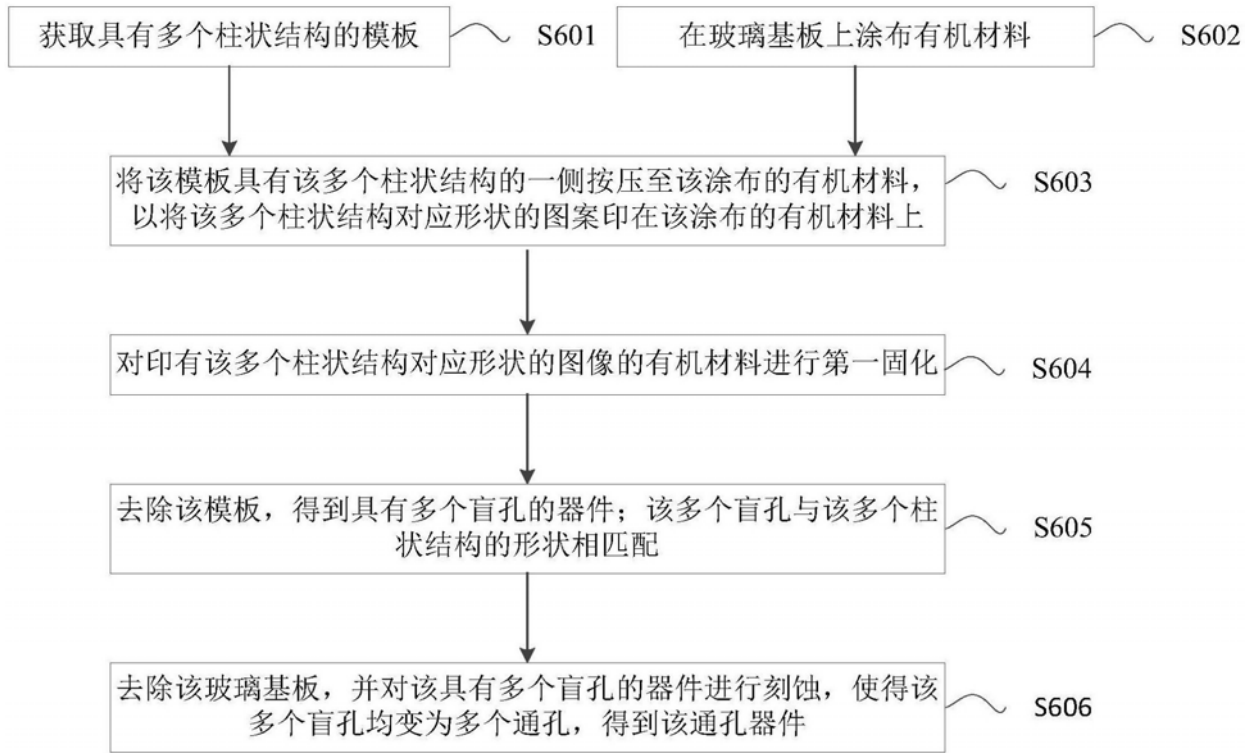 获取具有多个柱状结构的模板
S601
在玻璃基板上涂布有机材料
S602
将该模板具有该多个柱状结构的一侧按压至该涂布的有机材料，
以将该多个柱状结构对应形状的图案印在该涂布的有机材料上
S603
对印有该多个柱状结构对应形状的图像的有机材料进行第一固化
S604
去除该模板，得到具有多个盲孔的器件；该多个盲孔与该多个柱
状结构的形状相匹配
S605
去除该玻璃基板，并对该具有多个盲孔的器件进行刻蚀，使得该
多个盲孔均变为多个通孔，得到该通孔器件
S606